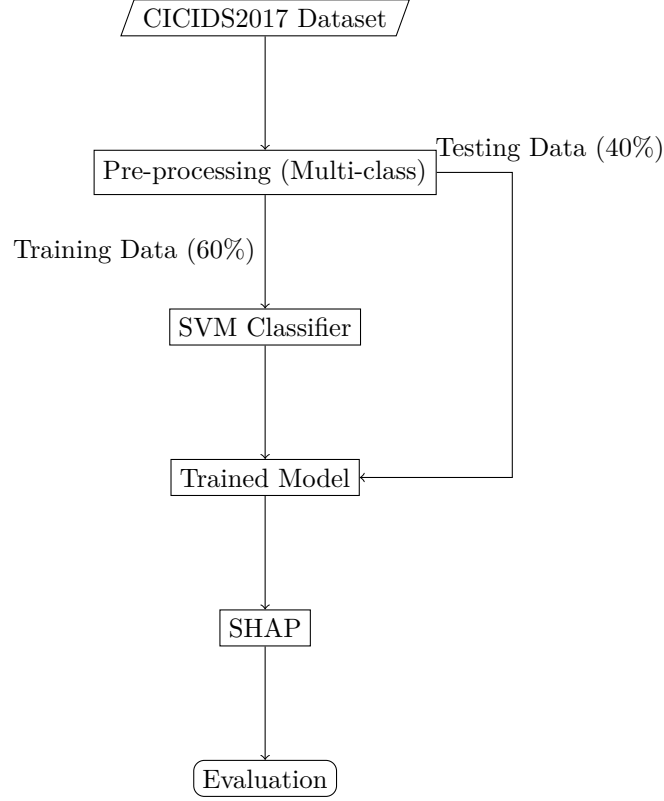 CICIDS2017 Dataset
Testing Data (40%)
Pre-processing (Multi-class)
Training Data (60%)
SVM Classifier
Trained Model
SHAP
Evaluation